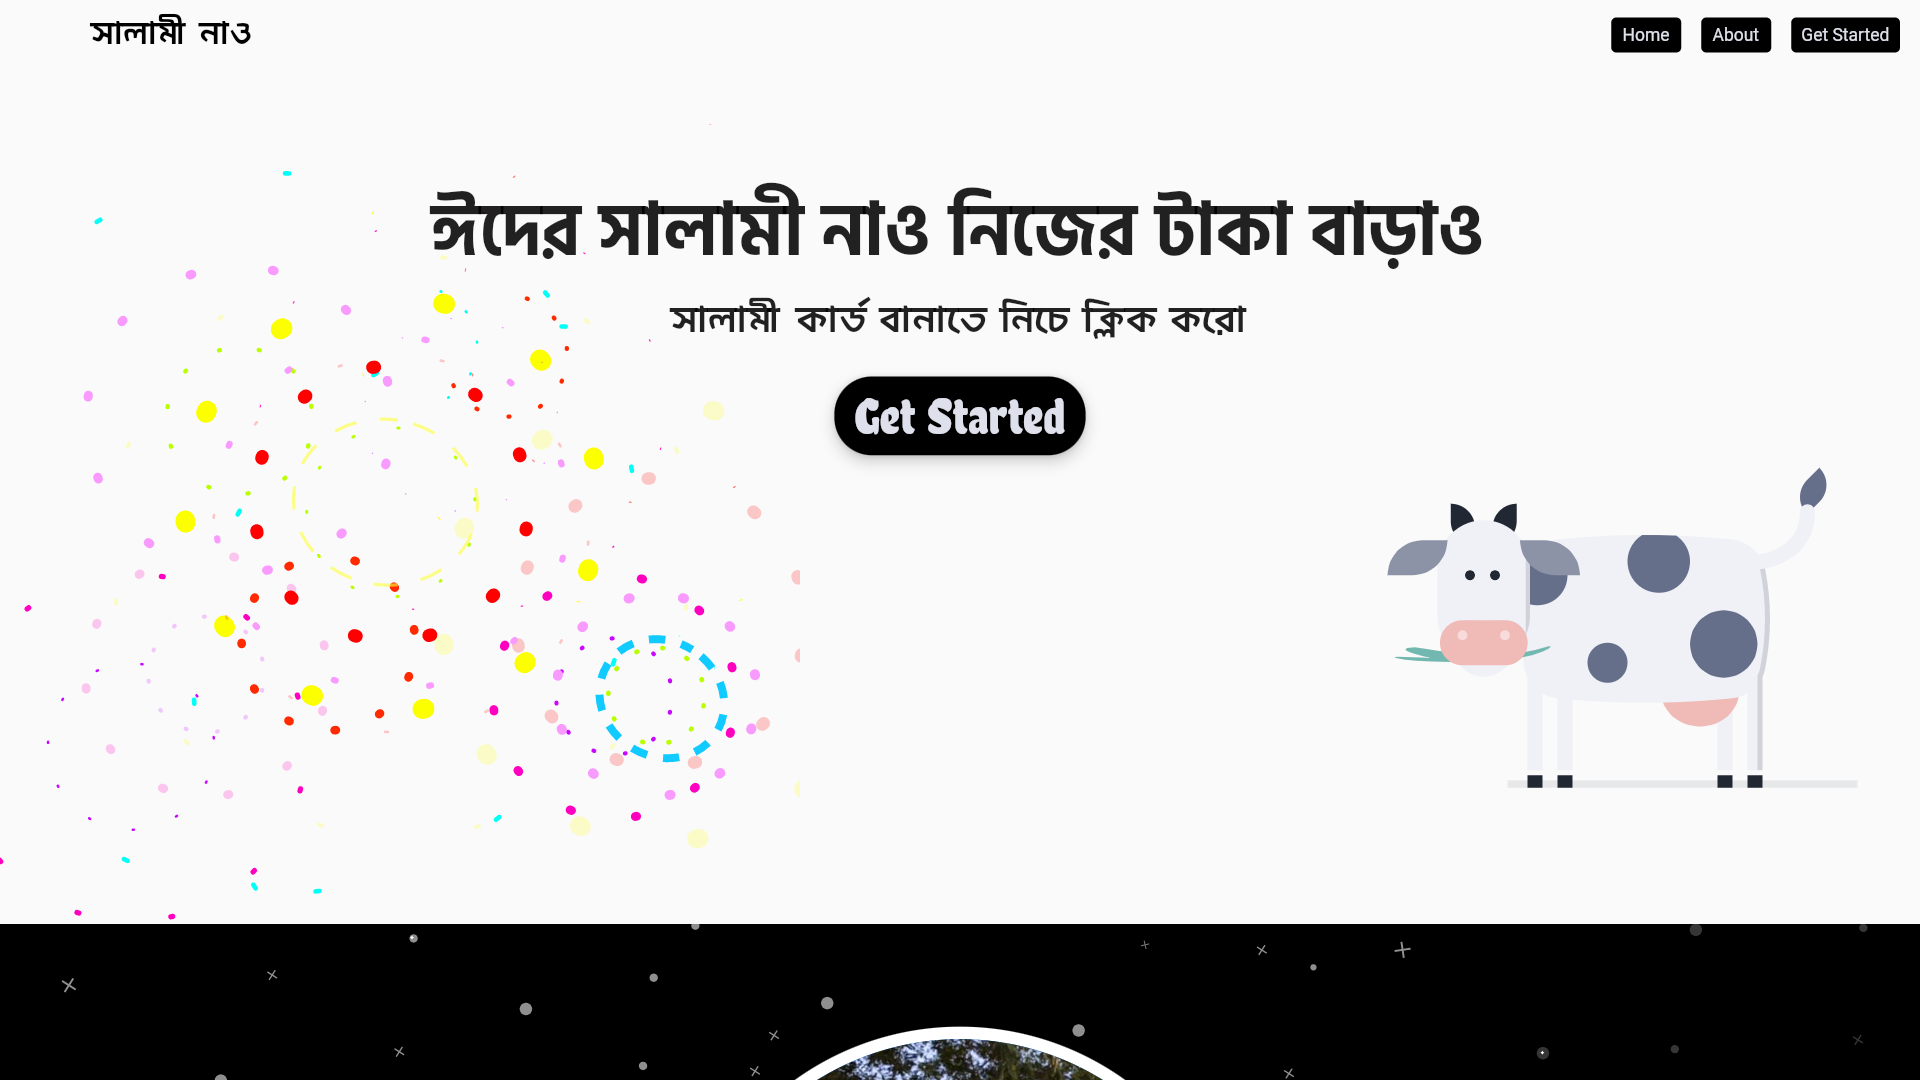 সালামী নাও
Home
About
Get Started
ঈদের সালামী নাও নিজের টাকা বাড়াও
সালামী কার্ড বানাতে নিচে ক্লিক করো
Get Started